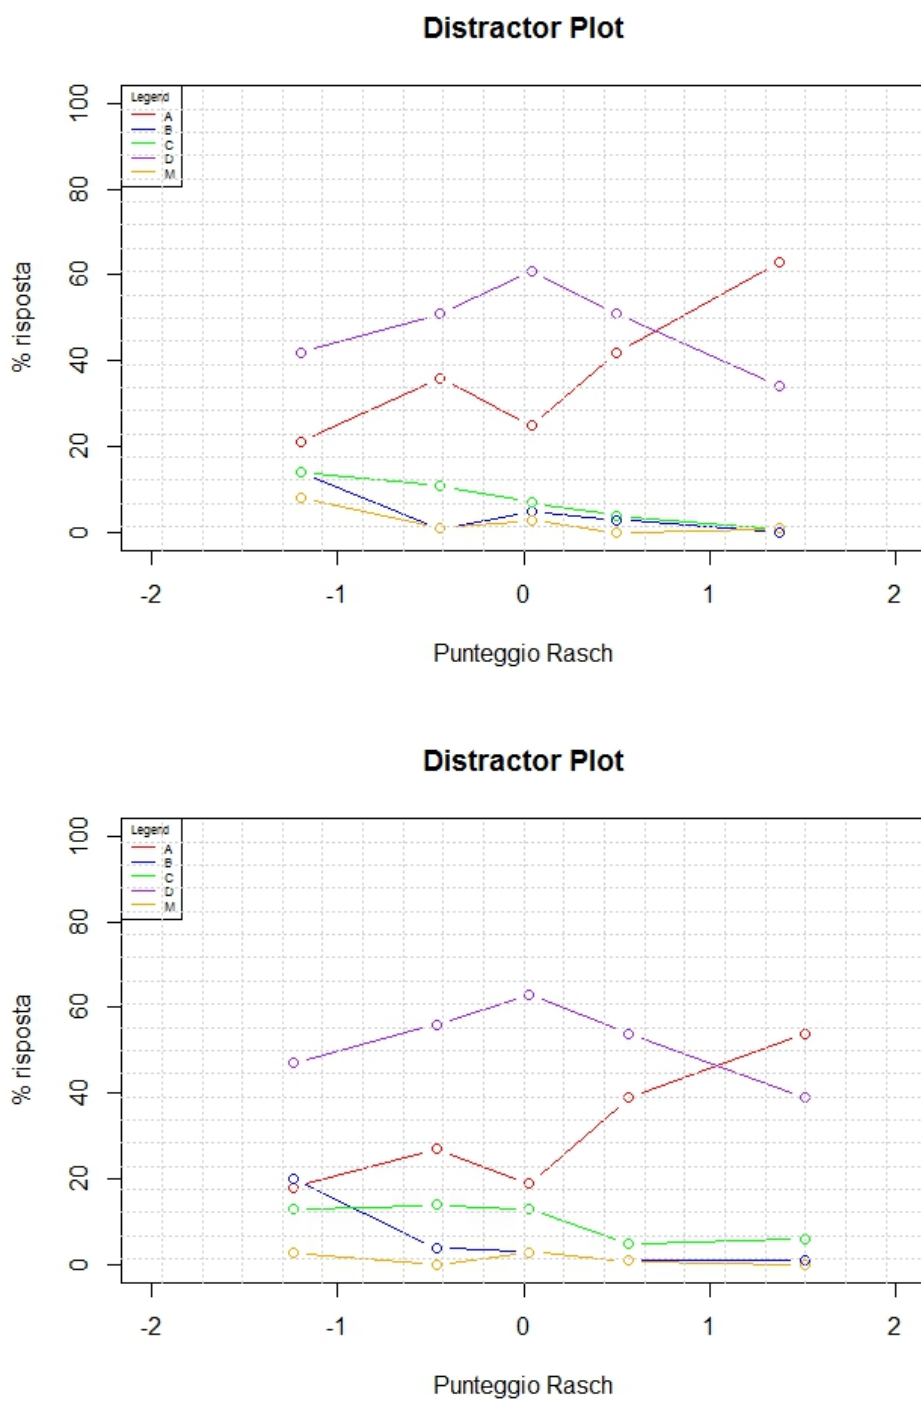 Distractor Plot
Legend
A
B
C
D
M
% risposta
100
80
60
40
20
0
-2 -1 0 1 2
Punteggio Rasch
Distractor Plot
Legend
A
B
C
D
M
% risposta
100
80
60
40
20
0
-2 -1 0 1 2
Punteggio Rasch